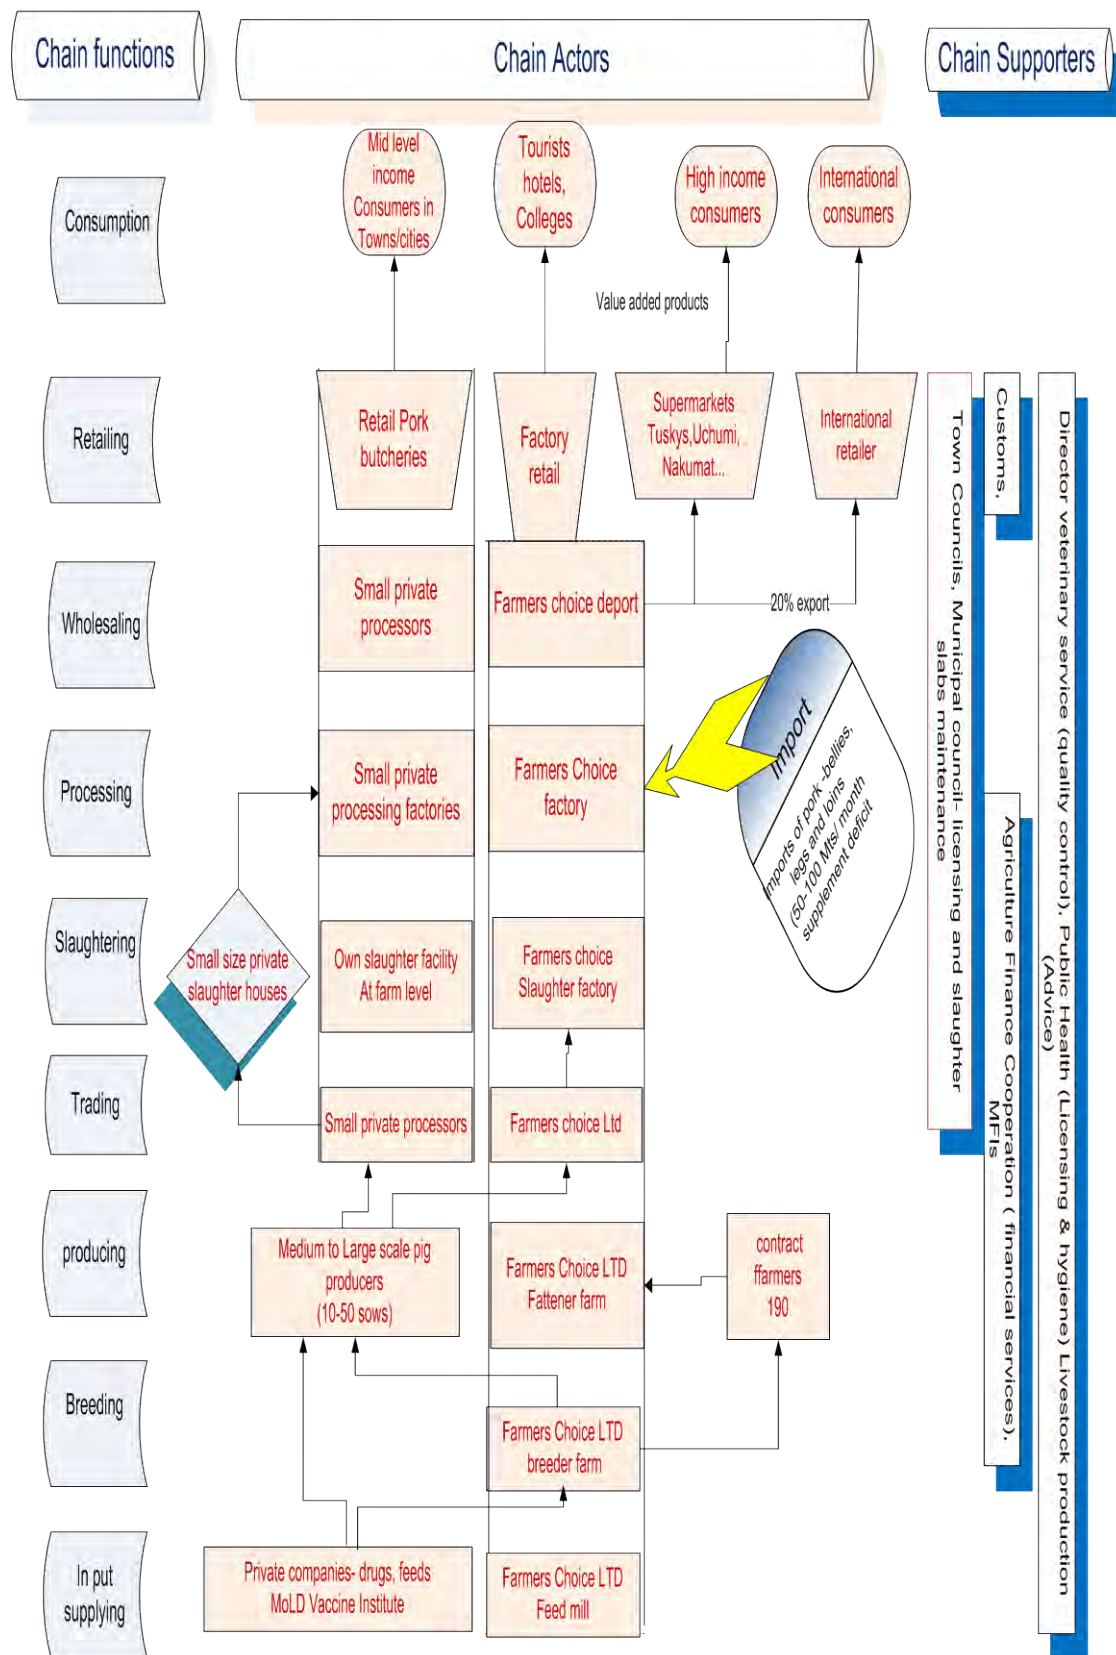 Chain functions
Chain Actors
Chain Supporters
Consumption
Mid level
income
Consumers in
Towns/cities
Tourists
hotels,
Colleges
High income
consumers
International
consumers
Value added products
Retailing
Retail Pork
butcheries
Factory
retail
Supermarkets
Tuskys,Uchumi,
Nakumat...
International
retailer
Wholesaling
Small private
processors
Farmers choice deport
20% export
Processing
Small private
processing factories
Farmers Choice
factory
Import
Imports of pork -bellies,
legs and loins
(50-100 Mts/ month
supplement deficit
Slaughtering
Small size private
slaughter houses
Own slaughter facility
At farm level
Farmers choice
Slaughter factory
Trading
Small private processors
Farmers choice Ltd
producing
Medium to Large scale pig
producers
(10-50 sows)
Farmers Choice LTD
Fattener farm
contract
ffarmers
190
Breeding
Farmers Choice LTD
breeder farm
In put
supplying
Private companies- drugs, feeds
MoLD Vaccine Institute
Farmers Choice LTD
Feed mill
Town Councils, Municipal council- licensing and slaughter
slabs maintenance
Customs,
Agriculture Finance Cooperation ( financial services),
MFIs
Director veterinary service (quality control), Public Health (Licensing & hygiene) Livestock production
(Advice)